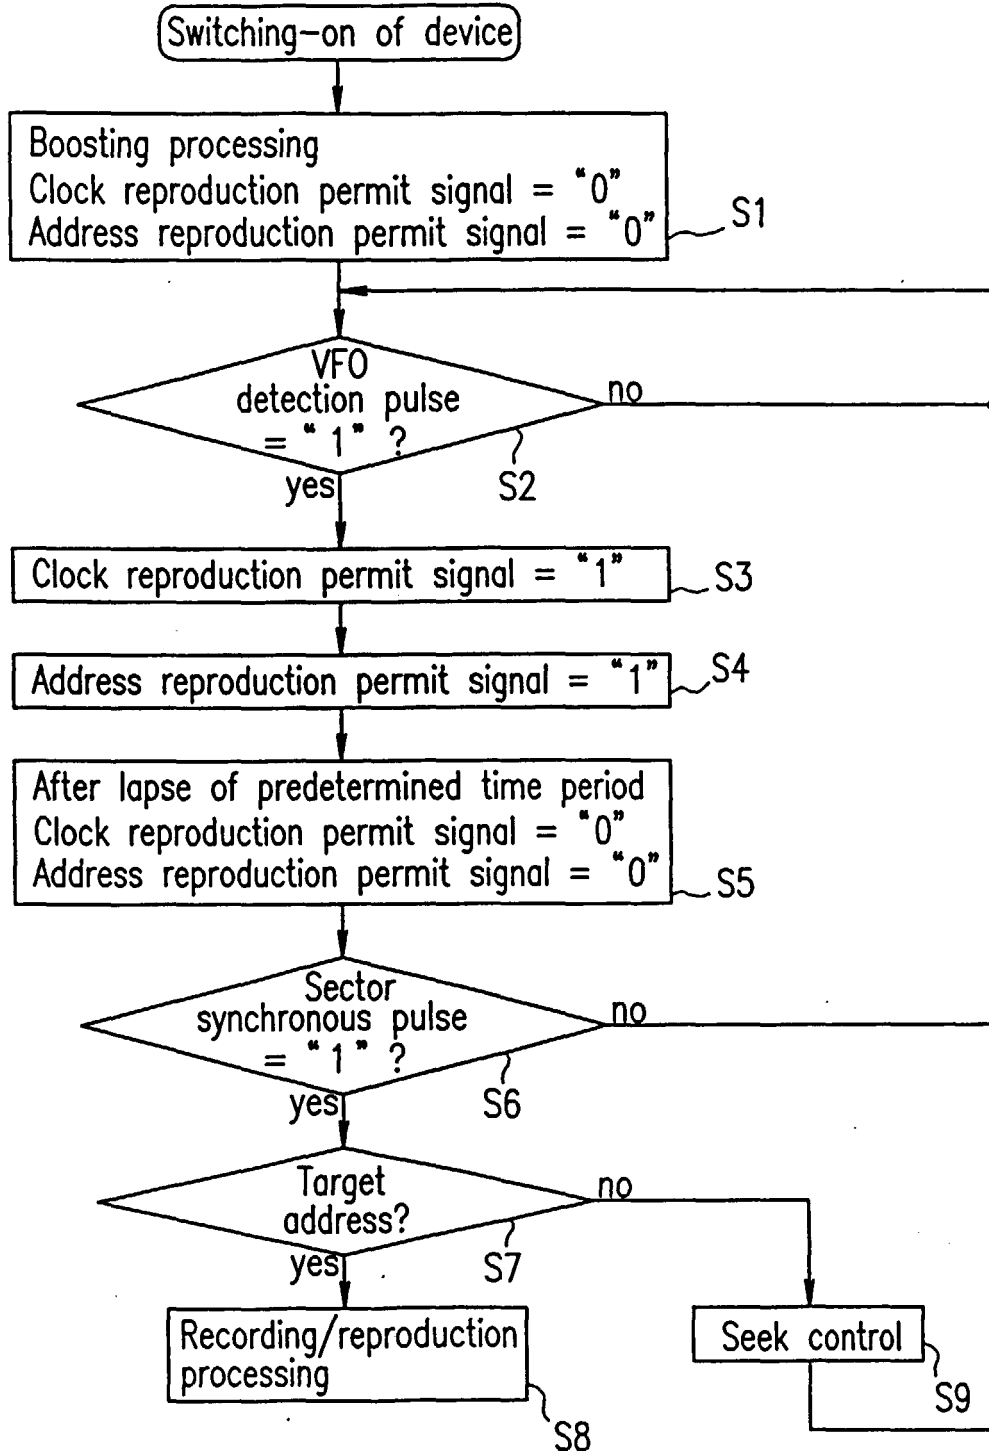 Switching-on of device
Boosting processing
Clock reproduction permit signal = "0"
Address reproduction permit signal = "0"
S1
VFO
detection pulse
= "1" ?
no
yes
S2
Clock reproduction permit signal = "1"
S3
Address reproduction permit signal = "1"
S4
After lapse of predetermined time period
Clock reproduction permit signal = "0"
Address reproduction permit signal = "0"
S5
Sector
synchronous pulse
= "1" ?
no
yes
S6
Target
address?
no
yes
S7
Recording/reproduction
processing
S8
Seek control
S9